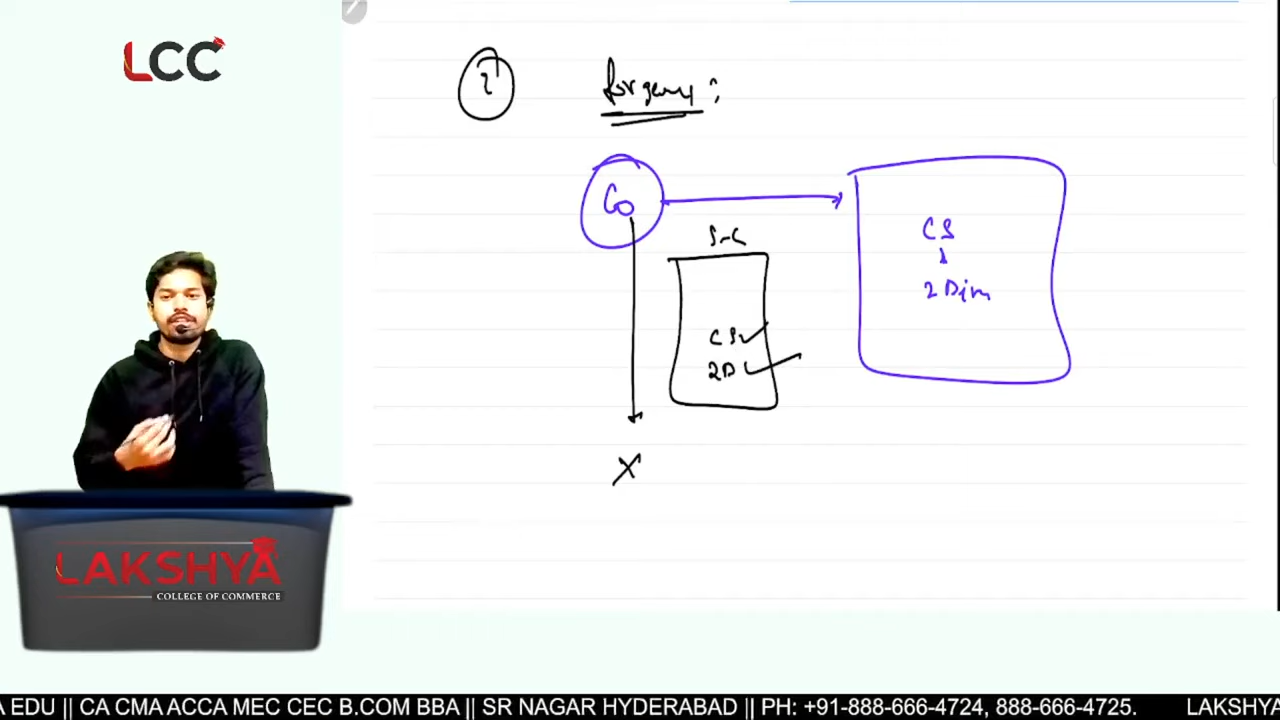 LCC
2
forgery:
Co
CS
2 Dir
S-C
CS
2D
X
LAKSHYA
COLLEGE OF COMMERCE
A EDU || CA CMA ACCA MEC CEC B.COM BBA || SR NAGAR HYDERABAD || PH: +91-888-666-4724, 888-666-4725. LAKSHYA